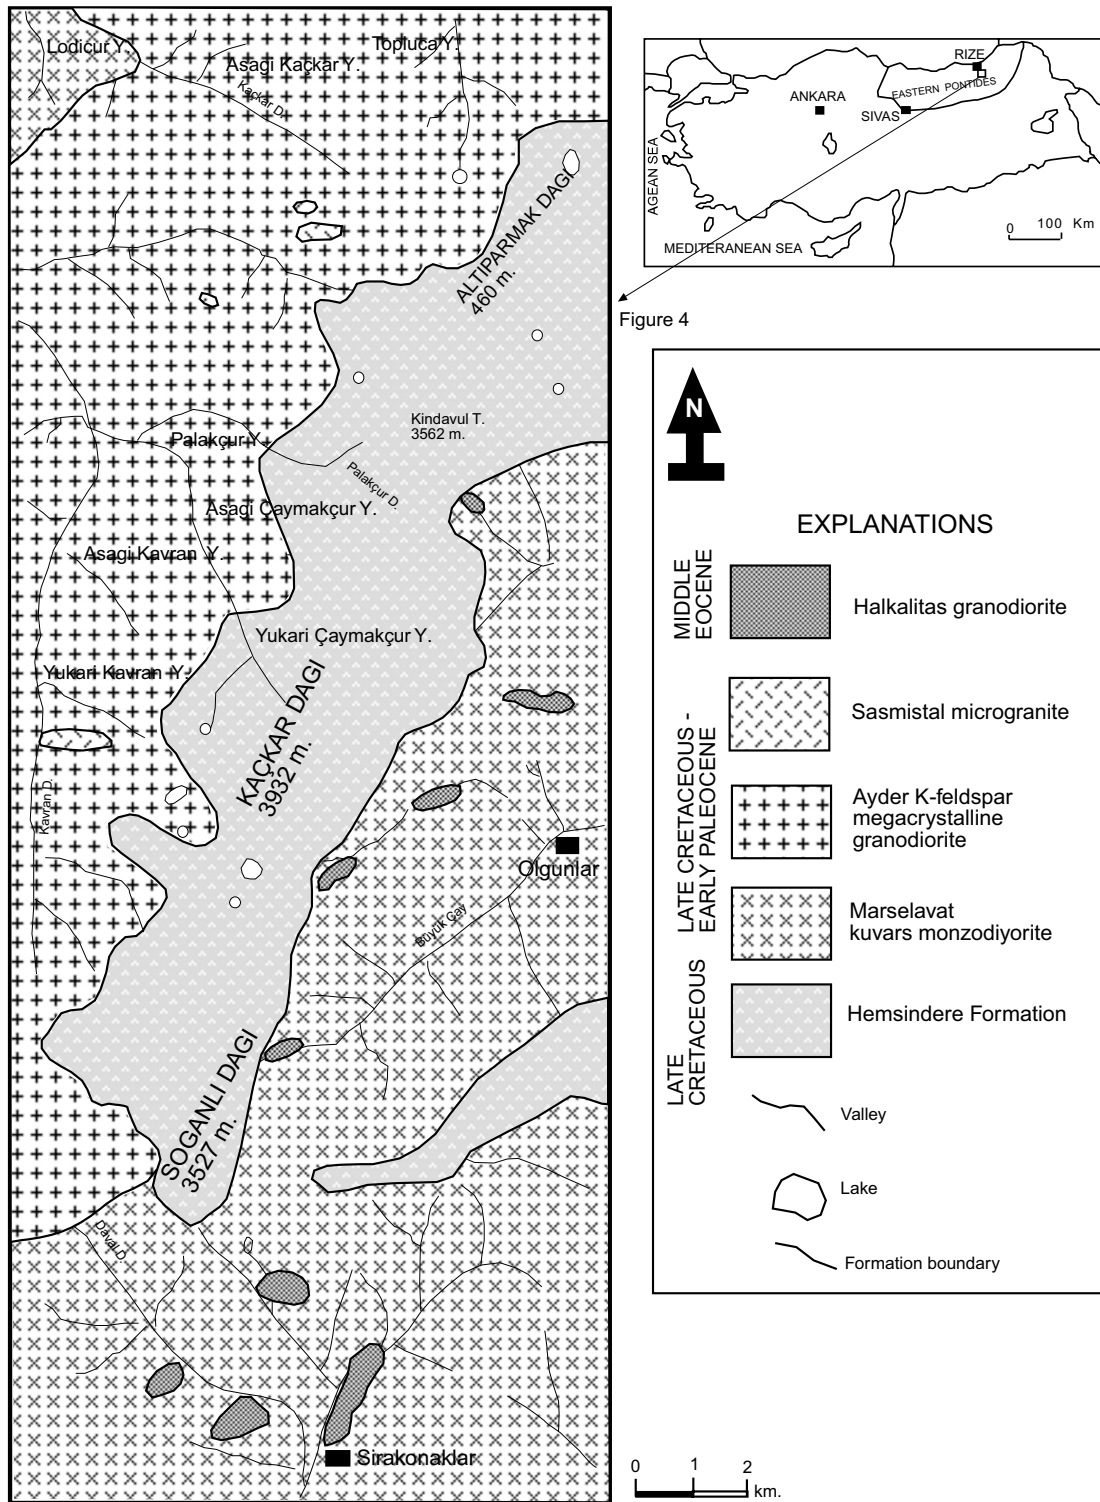 Lodicur Y.
Topluca Y.
Asagi Kaçkar Y.
Kaçkar D.
ALTIPARMAK DAGI
460 m.
Kindavul T.
3562 m.
Palakçur Y.
Palakçur D.
Asagi Çaymakçur Y.
Asagi Kavran Y.
Yukari Çaymakçur Y.
Yukari Kavran Y.
KAÇKAR DAGI
3932 m.
Kavran D.
Olgunlar
Büyük Çay
SOGANLI DAGI
3527 m.
Daval D.
Sirakonaklar
RIZE
EASTERN PONTIDES
ANKARA
SIVAS
AGEAN SEA
MEDITERANEAN SEA
0 100 Km
Figure 4
N
EXPLANATIONS
MIDDLE
EOCENE
Halkalitas granodiorite
LATE CRETACEOUS -
EARLY PALEOCENE
Sasmistal microgranite
Ayder K-feldspar
megacrystalline
granodiorite
Marselavat
kuvars monzodiyorite
LATE
CRETACEOUS
Hemsindere Formation
Valley
Lake
Formation boundary
0 1 2
km.